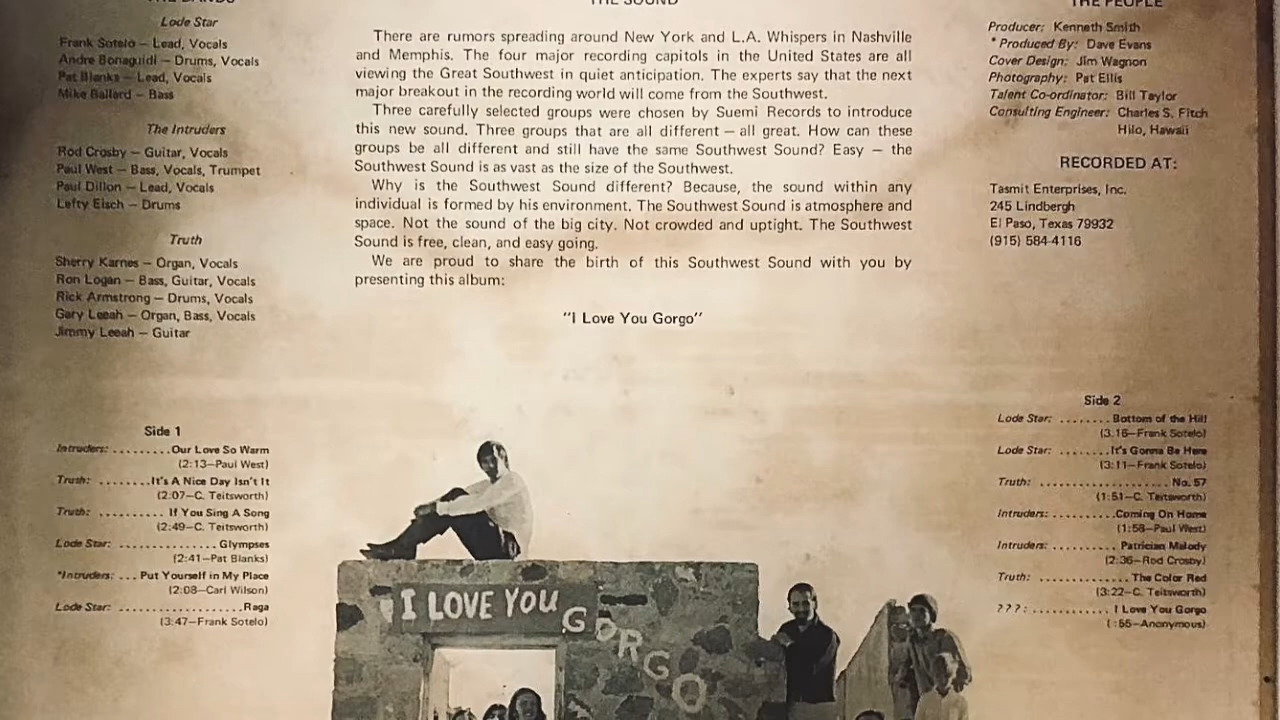 THE BANDS
Lode Star
Frank Sotelo — Lead, Vocals
Andre Bonaguidi — Drums, Vocals
Pat Blanks — Lead, Vocals
Mike Ballard — Bass
The Intruders
Rod Crosby — Guitar, Vocals
Paul West — Bass, Vocals, Trumpet
Paul Dillon — Lead, Vocals
Lefty Eisch — Drums
Truth
Sherry Karnes — Organ, Vocals
Ron Logan — Bass, Guitar, Vocals
Rick Armstrong — Drums, Vocals
Gary Leeah — Organ, Bass, Vocals
Jimmy Leeah — Guitar
THE SOUND
There are rumors spreading around New York and L.A. Whispers in Nashville
and Memphis. The four major recording capitols in the United States are all
viewing the Great Southwest in quiet anticipation. The experts say that the next
major breakout in the recording world will come from the Southwest.
Three carefully selected groups were chosen by Suemi Records to introduce
this new sound. Three groups that are all different — all great. How can these
groups be all different and still have the same Southwest Sound? Easy — the
Southwest Sound is as vast as the size of the Southwest.
Why is the Southwest Sound different? Because, the sound within any
individual is formed by his environment. The Southwest Sound is atmosphere and
space. Not the sound of the big city. Not crowded and uptight. The Southwest
Sound is free, clean, and easy going.
We are proud to share the birth of this Southwest Sound with you by
presenting this album:
"I Love You Gorgo"
THE PEOPLE
Producer: Kenneth Smith
*Produced By: Dave Evans
Cover Design: Jim Wagnon
Photography: Pat Ellis
Talent Co-ordinator: Bill Taylor
Consulting Engineer: Charles S. Fitch
Hilo, Hawaii
RECORDED AT:
Tasmit Enterprises, Inc.
245 Lindbergh
El Paso, Texas 79932
(915) 584-4116
Side 1
Intruders: .........Our Love So Warm
(2:13—Paul West)
Truth: ........It's A Nice Day Isn't It
(2:07—C. Teitsworth)
Truth: .......... If You Sing A Song
(2:49—C. Teitsworth)
Lode Star: ...............Glympses
(2:41—Pat Blanks)
*Intruders: ... Put Yourself in My Place
(2:08—Carl Wilson)
Lode Star: ...................Raga
(3:47—Frank Sotelo)
Side 2
Lode Star: ........Bottom of the Hill
(3:16—Frank Sotelo)
Lode Star: ........It's Gonna Be Here
(3:11—Frank Sotelo)
Truth: .................... No. 57
(1:51—C. Teitsworth)
Intruders: ..........Coming On Home
(1:58—Paul West)
Intruders: .......... Patrician Melody
(2:36—Rod Crosby)
Truth: .............. The Color Red
(3:22—C. Teitsworth)
???: ............ I Love You Gorgo
( :55—Anonymous)
I LOVE YOU
GORGO